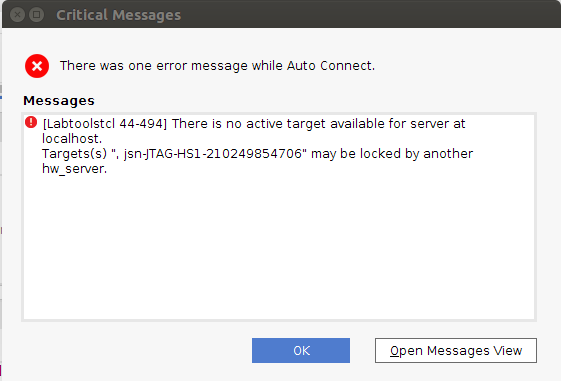 Critical Messages
There was one error message while Auto Connect.
Messages
[Labtoolstcl 44-494] There is no active target available for server at
localhost.
Targets(s) ", jsn-JTAG-HS1-210249854706" may be locked by another
hw_server.
OK
Open Messages View